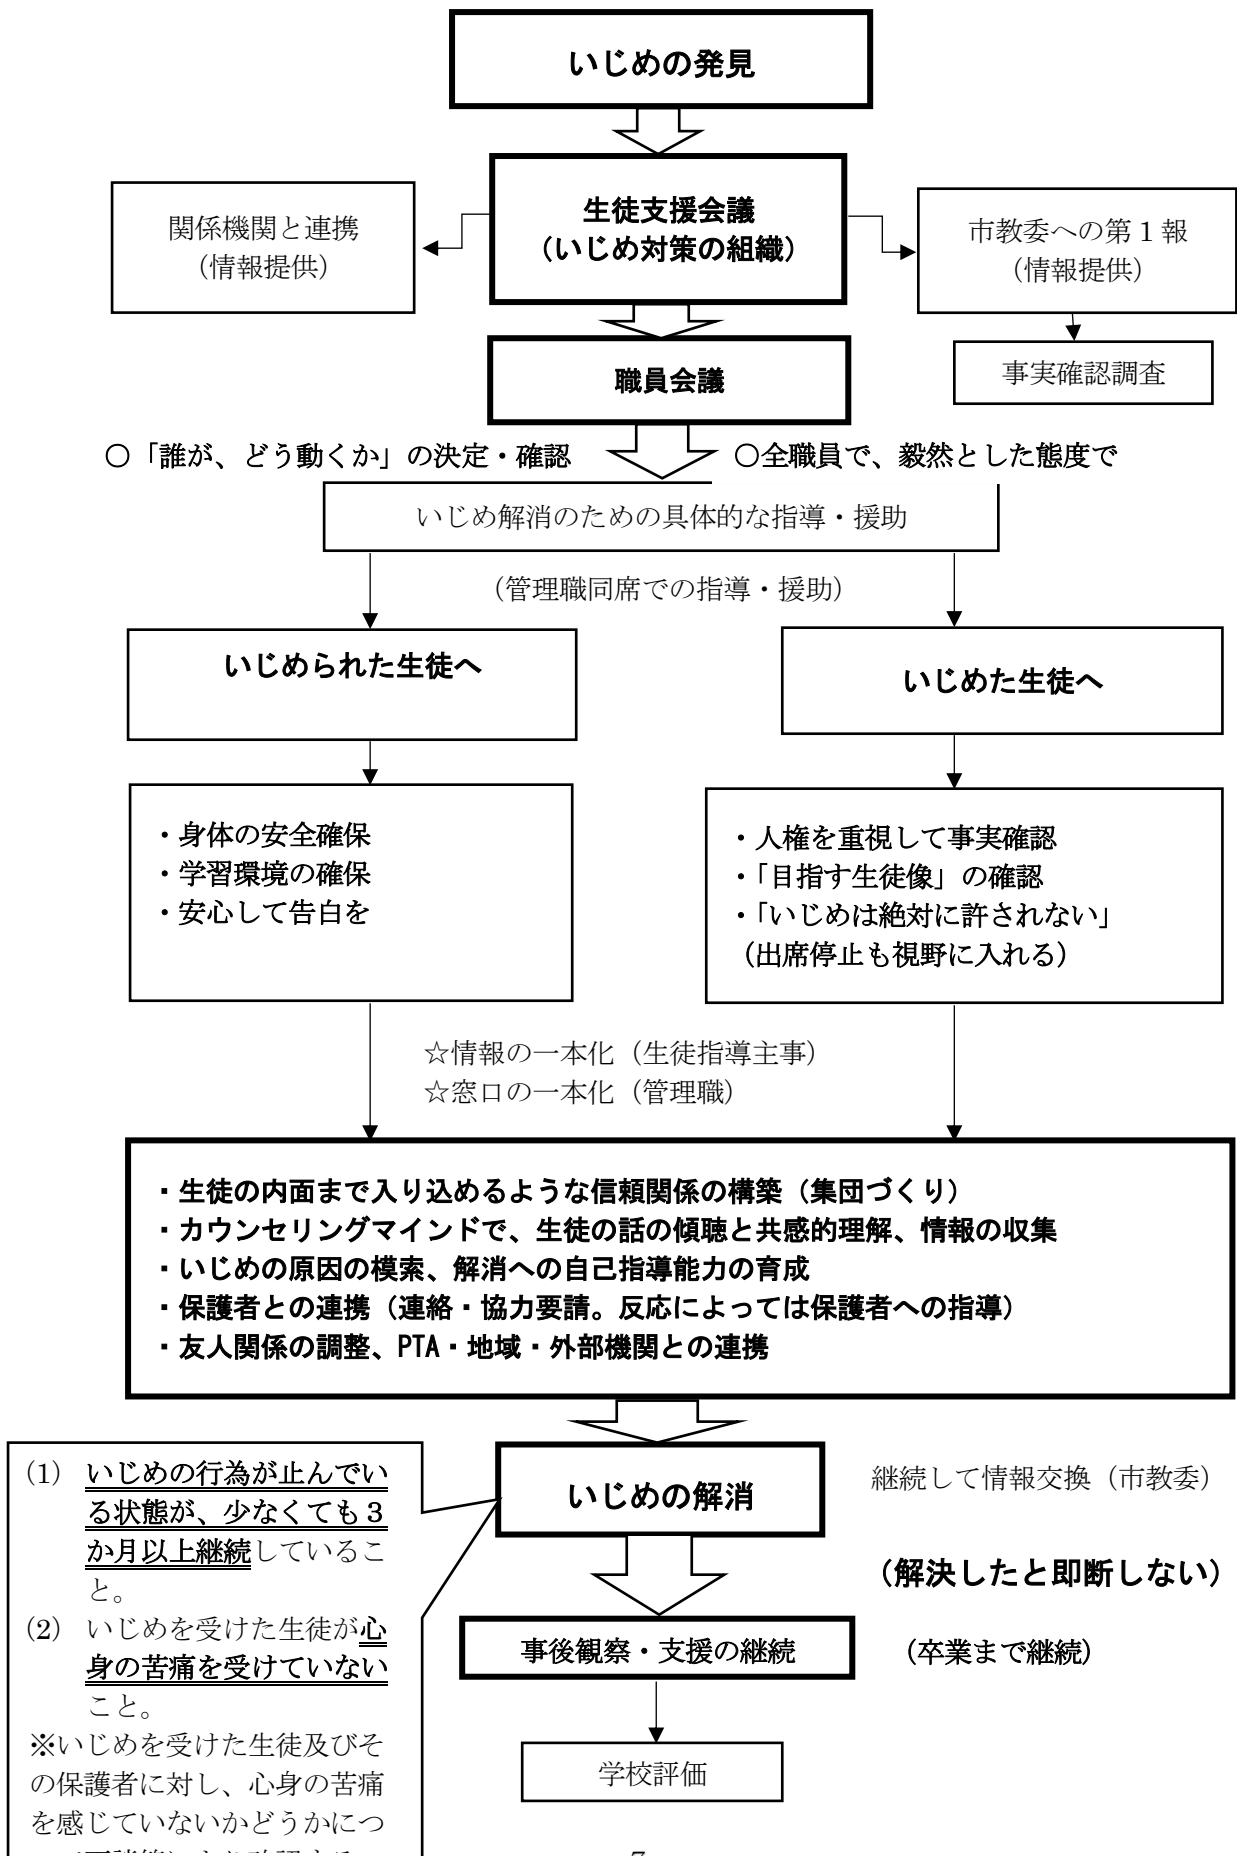 いじめの発見
生徒支援会議
(いじめ対策の組織)
関係機関と連携
(情報提供)
市教委への第1報
(情報提供)
事実確認調査
職員会議
○「誰が、どう動くか」の決定・確認
○全職員で、毅然とした態度で
いじめ解消のための具体的な指導・援助
(管理職同席での指導・援助)
いじめられた生徒へ
いじめた生徒へ
・身体の安全確保
・学習環境の確保
・安心して告白を
・人権を重視して事実確認
・「目指す生徒像」の確認
・「いじめは絶対に許されない」
(出席停止も視野に入れる)
☆情報の一本化(生徒指導主事)
☆窓口の一本化(管理職)
・生徒の内面まで入り込めるような信頼関係の構築(集団づくり)
・カウンセリングマインドで、生徒の話の傾聴と共感的理解、情報の収集
・いじめの原因の模索、解消への自己指導能力の育成
・保護者との連携(連絡・協力要請。反応によっては保護者への指導)
・友人関係の調整、PTA・地域・外部機関との連携
いじめの解消
継続して情報交換(市教委)
(解決したと即断しない)
事後観察・支援の継続
(卒業まで継続)
学校評価
(1) いじめの行為が止んでい
る状態が、少なくても3
か月以上継続しているこ
と。
(2) いじめを受けた生徒が心
身の苦痛を受けていない
こと。
※いじめを受けた生徒及びそ
の保護者に対し、心身の苦痛
を感じていないかどうかにつ